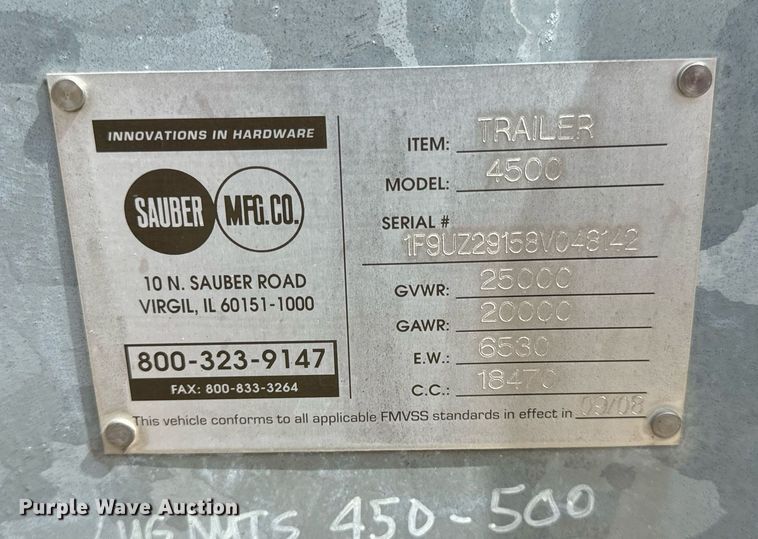 INNOVATIONS IN HARDWARE
SAUBER MFG.CO.
10 N. SAUBER ROAD
VIRGIL, IL 60151-1000
800-323-9147
FAX: 800-833-3264
ITEM: TRAILER
MODEL: 4500
SERIAL # 1F9UZ29158V048142
GVWR: 25000
GAWR: 20000
E.W.: 6530
C.C.: 18470
This vehicle conforms to all applicable FMVSS standards in effect in 09/08
LUG NUTS 450-500
Purple Wave Auction